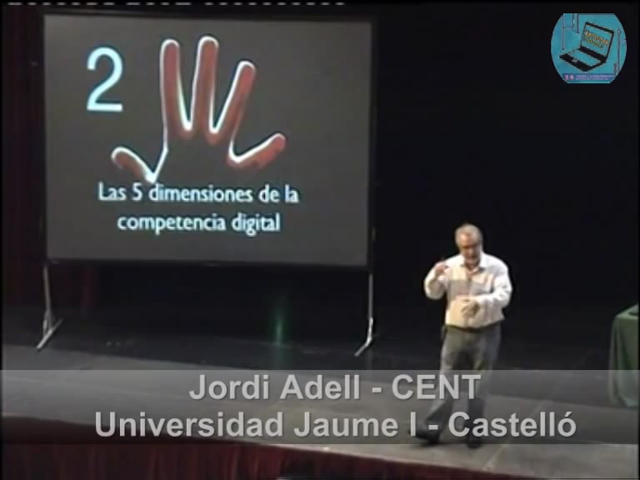 2
Las 5 dimensiones de la
competencia digital
Jordi Adell - CENT
Universidad Jaume I - Castelló